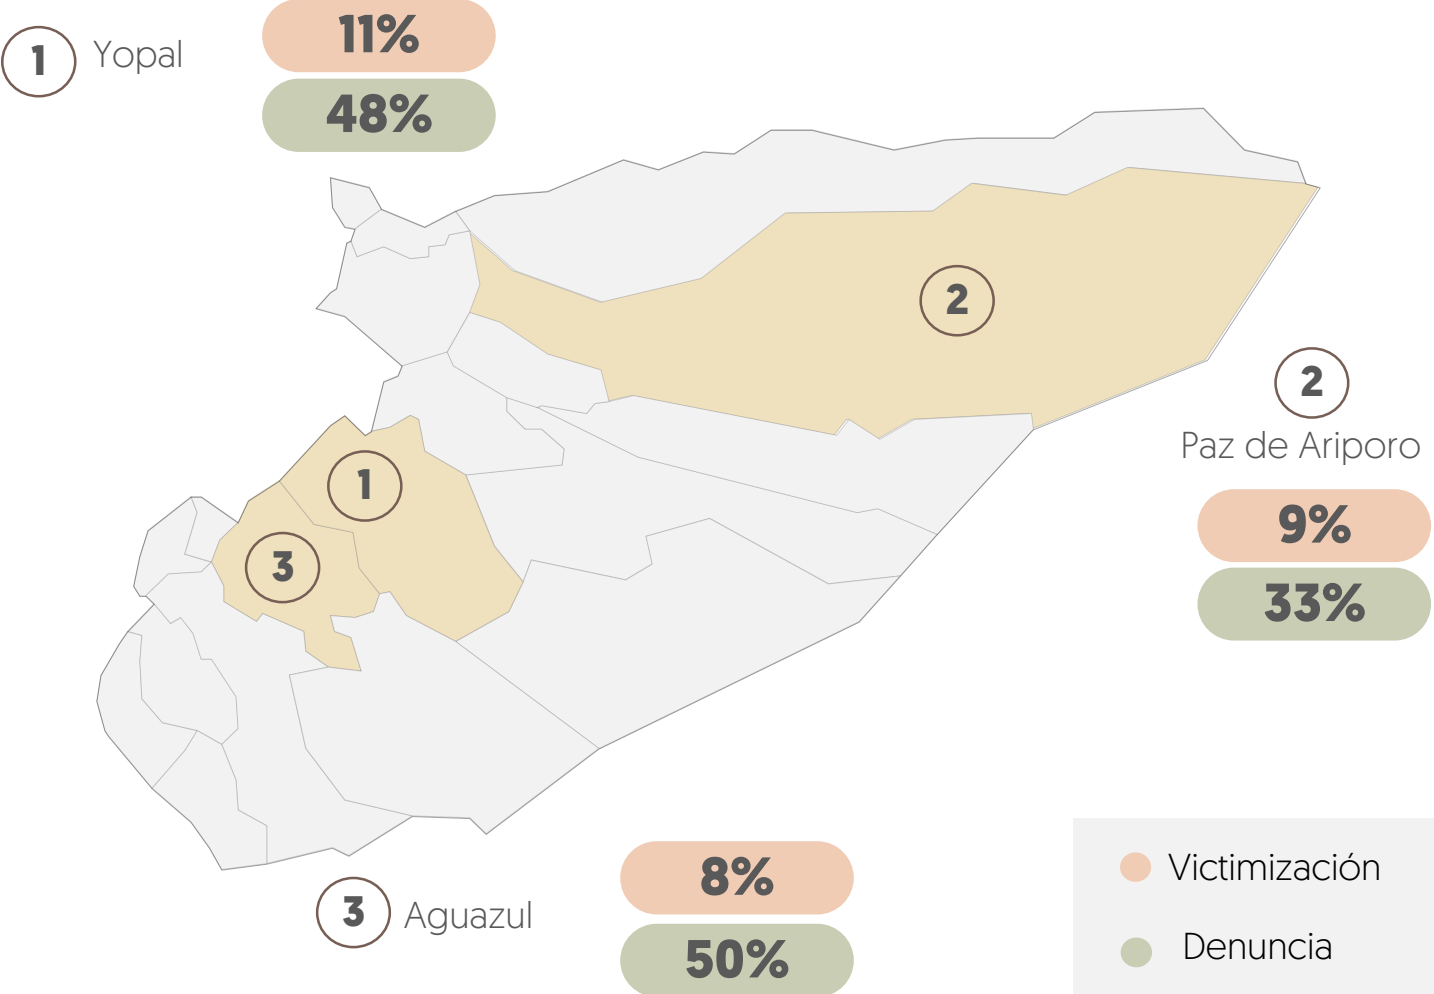 1 Yopal
11%
48%
2
2
Paz de Ariporo
9%
33%
1
3
3 Aguazul
8%
50%
Victimización
Denuncia